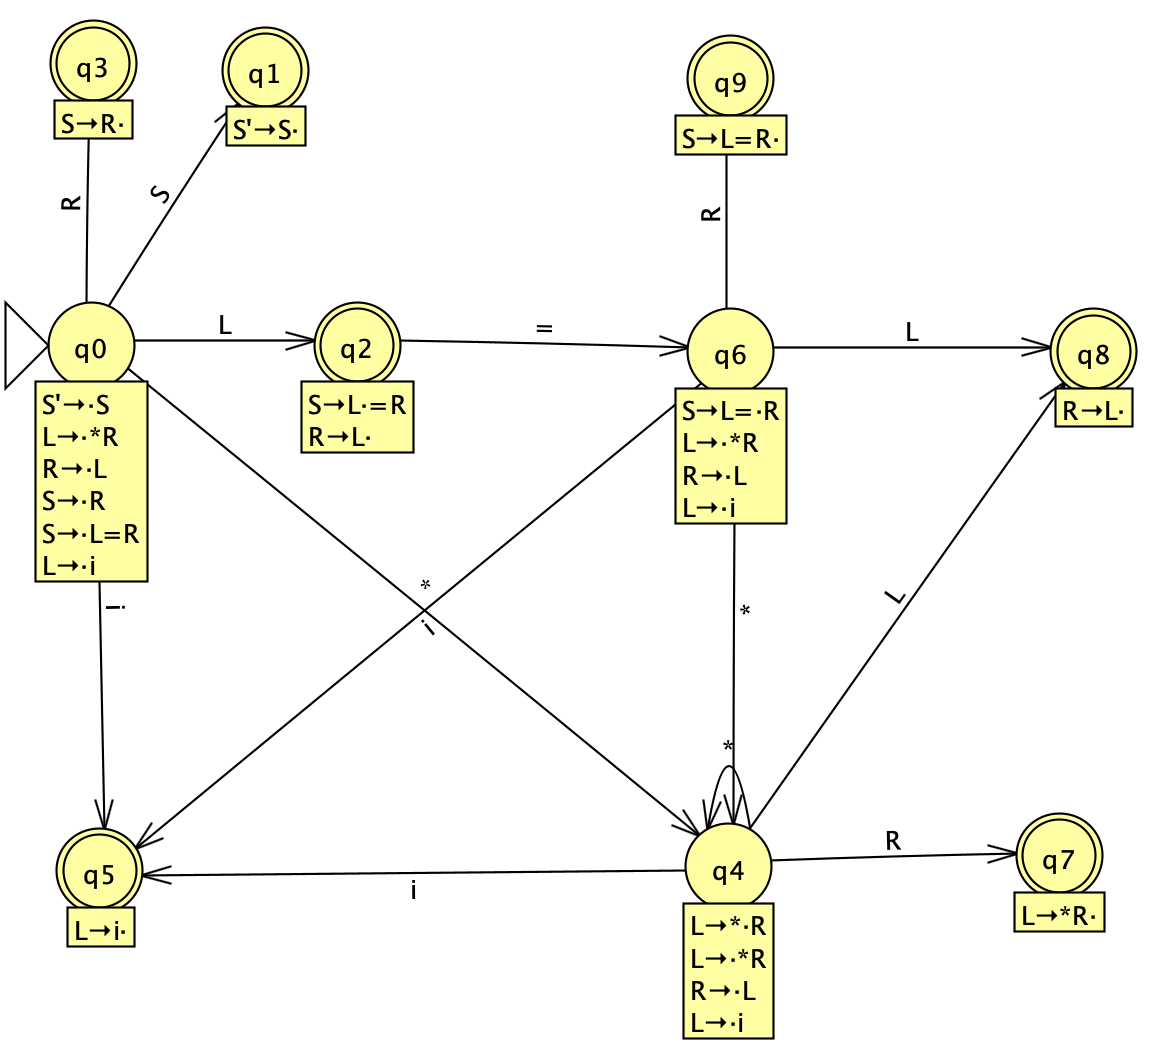 q3
S→R·
q1
S'→S·
q9
S→L=R·
R
S
R
q0
S'→·S
L→·*R
R→·L
S→·R
S→·L=R
L→·i
L
q2
S→L·=R
R→L·
=
q6
S→L=·R
L→·*R
R→·L
L→·i
L
q8
R→L·
i
*
i
*
L
*
q5
L→i·
i
q4
L→*·R
L→·*R
R→·L
L→·i
R
q7
L→*R·